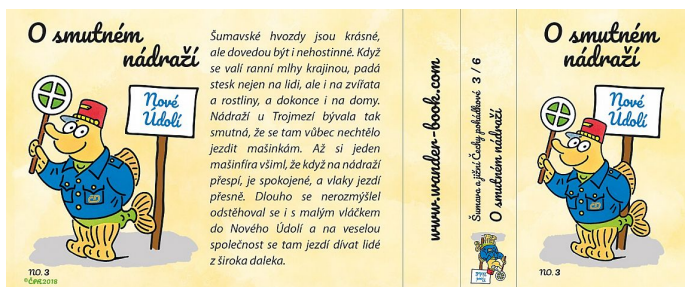 O smutném
nádraží
Nové
Údolí
no. 3
©ČPR 2018
Šumavské hvozdy jsou krásné,
ale dovedou být i nehostinné. Když
se valí ranní mlhy krajinou, padá
stesk nejen na lidi, ale i na zvířata
a rostliny, a dokonce i na domy.
Nádraží u Trojmezí bývala tak
smutná, že se tam vůbec nechtělo
jezdit mašinkám. Až si jeden
mašinfíra všiml, že když na nádraží
přespí, je spokojené, a vlaky jezdí
přesně. Dlouho se nerozmýšlel
odstěhoval se i s malým vláčkem
do Nového Údolí a na veselou
společnost se tam jezdí dívat lidé
z široka daleka.
www.wander-book.com
Šumava a jižní Čechy pohádkové 3 / 6
O smutném nádraží
Nové
Údolí
O smutném
nádraží
Nové
Údolí
no. 3